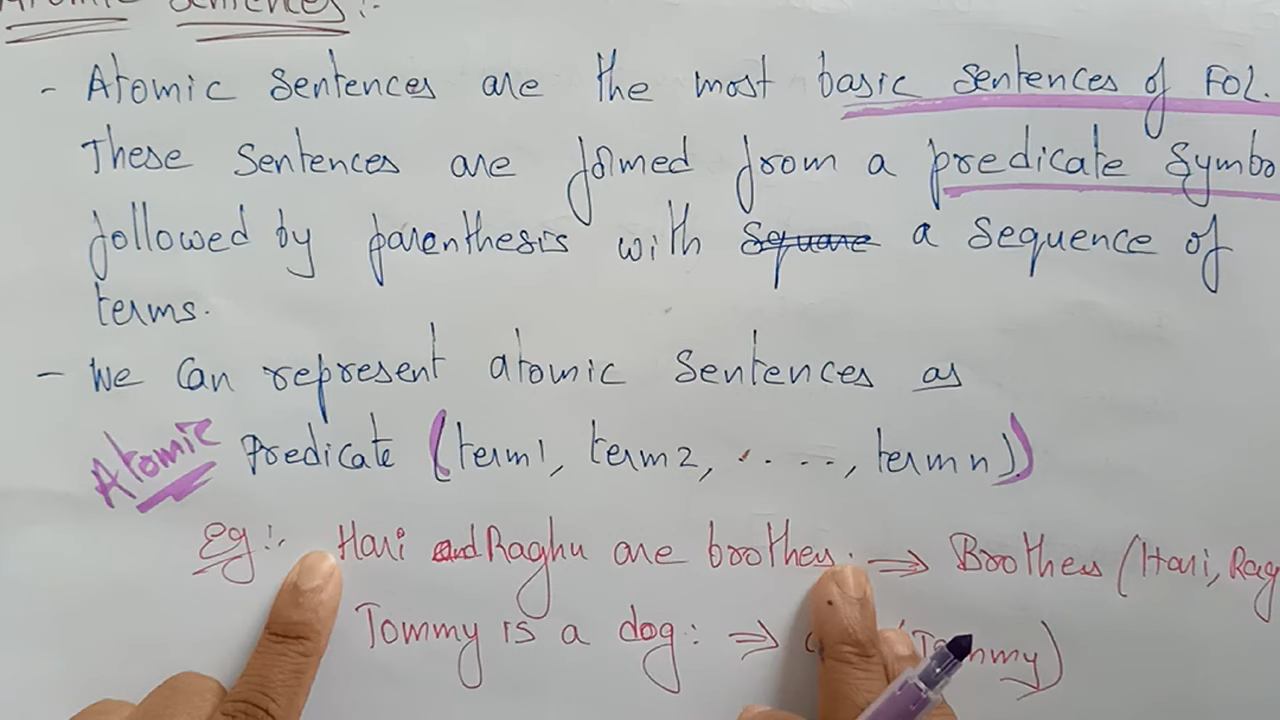 Atomic Sentences:-
- Atomic Sentences are the most basic Sentences of FOL.
These Sentences are formed from a predicate Symbo
followed by parenthesis with Square a sequence of
terms.
- We Can represent atomic Sentences as
Atomic Predicate (term1, term2, ....., term n)
Eg:- Hari and Raghu are brothers. ⇒ Brothers (Hari, Rag
Tommy is a dog: ⇒ (Tommy)